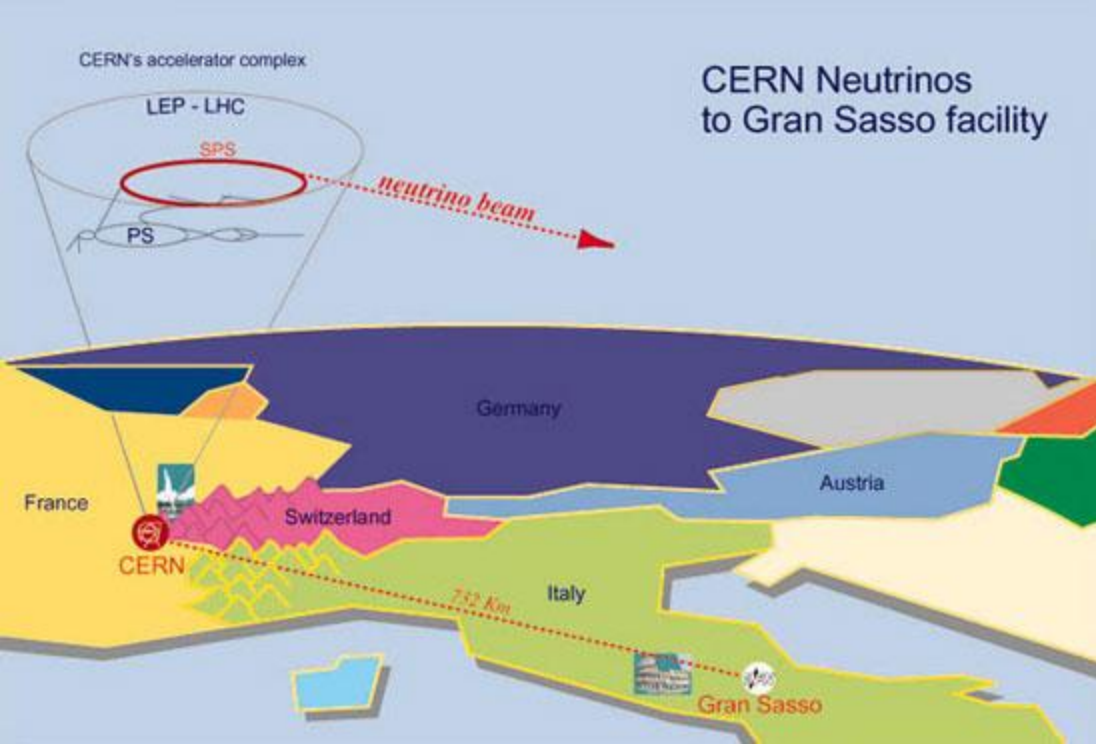 CERN's accelerator complex
LEP - LHC
SPS
PS
neutrino beam
CERN Neutrinos
to Gran Sasso facility
Germany
Austria
France
Switzerland
CERN
Italy
732 Km
Gran Sasso